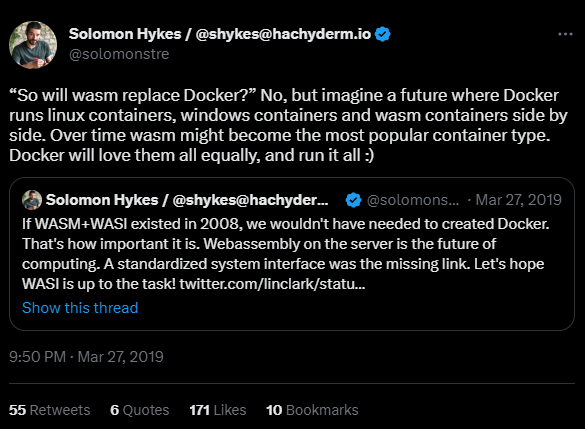 Solomon Hykes / @shykes@hachyderm.io
@solomonstre
“So will wasm replace Docker?” No, but imagine a future where Docker
runs linux containers, windows containers and wasm containers side by
side. Over time wasm might become the most popular container type.
Docker will love them all equally, and run it all :)
Solomon Hykes / @shykes@hachyder... @solomons... · Mar 27, 2019
If WASM+WASI existed in 2008, we wouldn't have needed to created Docker.
That's how important it is. Webassembly on the server is the future of
computing. A standardized system interface was the missing link. Let's hope
WASI is up to the task! twitter.com/linclark/statu...
Show this thread
9:50 PM · Mar 27, 2019
55 Retweets 6 Quotes 171 Likes 10 Bookmarks